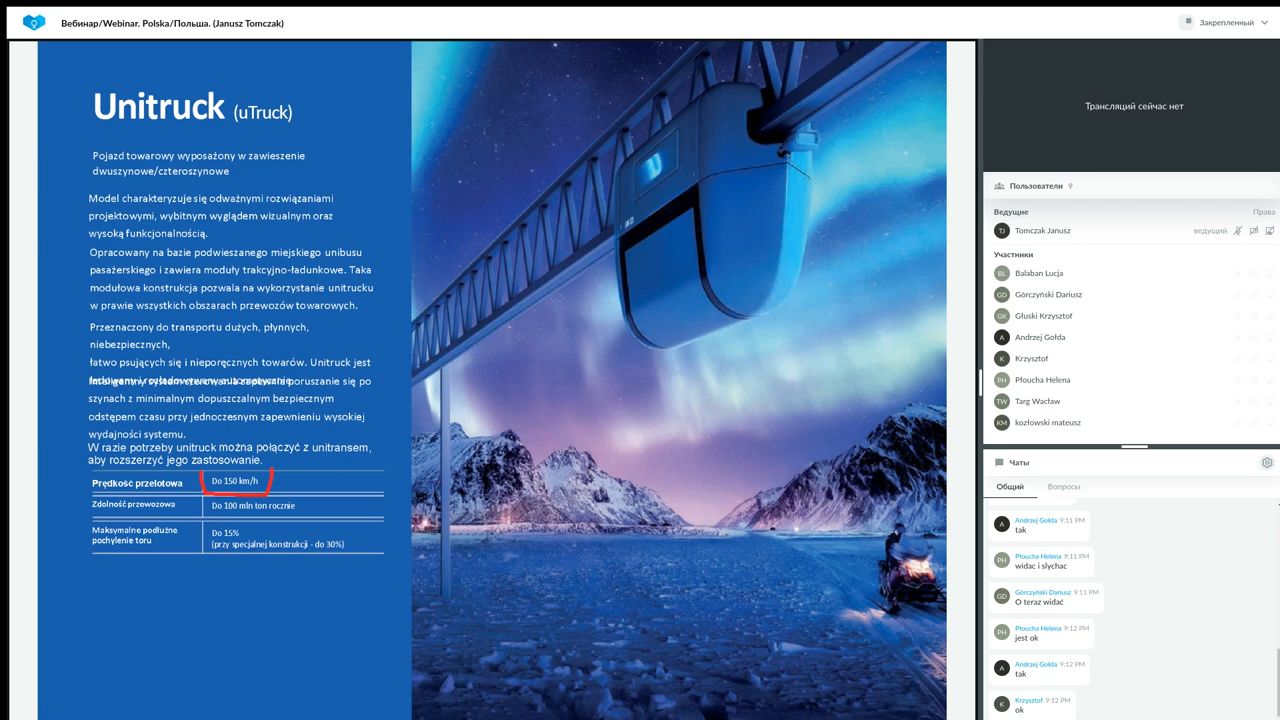 Вебинар/Webinar. Polska/Польша. (Janusz Tomczak)
Закрепленный
Unitruck (uTruck)
Pojazd towarowy wyposażony w zawieszenie
dwuszynowe/czteroszynowe
Model charakteryzuje się odważnymi rozwiązaniami
projektowymi, wybitnym wyglądem wizualnym oraz
wysoką funkcjonalnością.
Opracowany na bazie podwieszanego miejskiego unibusu
pasażerskiego i zawiera moduły trakcyjno-ładunkowe. Taka
modułowa konstrukcja pozwala na wykorzystanie unitrucku
w prawie wszystkich obszarach przewozów towarowych.
Przeznaczony do transportu dużych, płynnych,
niebezpiecznych,
łatwo psujących się i nieporęcznych towarów. Unitruck jest
poruszanie się po
szynach z minimalnym dopuszczalnym bezpiecznym
odstępem czasu przy jednoczesnym zapewnieniu wysokiej
wydajności systemu.
W razie potrzeby unitruck można połączyć z unitransem,
aby rozszerzyć jego zastosowanie.
Prędkość przelotowa
Do 150 km/h
Zdolność przewozowa
Do 100 mln ton rocznie
Maksymalne podłużne
pochylenie toru
Do 15%
(przy specjalnej konstrukcji - do 30%)
Трансляций сейчас нет
Пользователи 9
Ведущие Права
TJ Tomczak Janusz ведущий
Участники
BL Balaban Lucja
GD Górczyński Dariusz
GK Głuski Krzysztof
A Andrzej Gołda
K Krzysztof
PH Płoucha Helena
TW Targ Wacław
KM kozłowski mateusz
Чаты
Общий Вопросы
A Andrzej Gołda 9:11 PM
tak
PH Płoucha Helena 9:11 PM
widac i slychac
GD Górczyński Dariusz 9:11 PM
O teraz widać
PH Płoucha Helena 9:12 PM
jest ok
A Andrzej Gołda 9:12 PM
tak
K Krzysztof 9:12 PM
ok